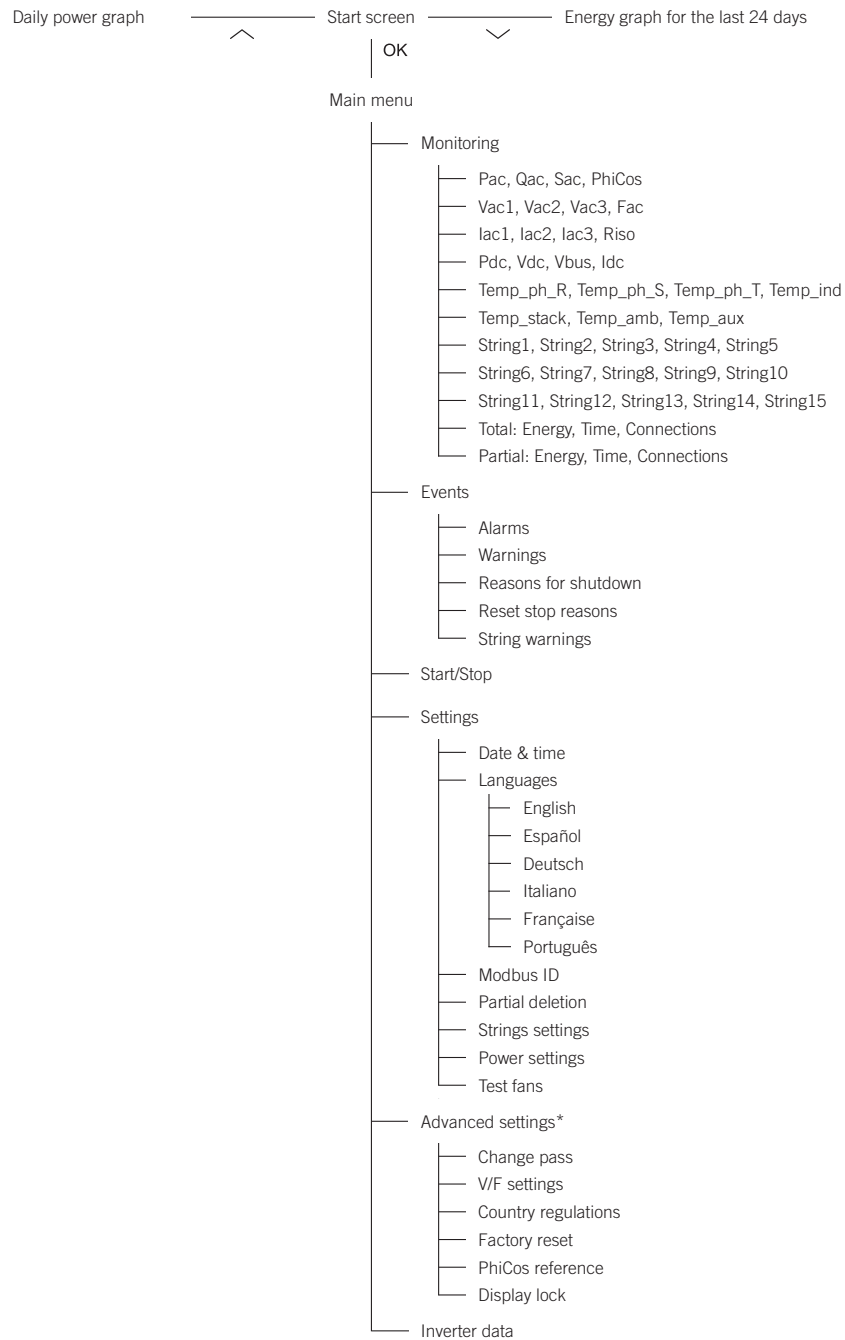 Daily power graph Start screen Energy graph for the last 24 days
OK
Main menu
Monitoring
Pac, Qac, Sac, PhiCos
Vac1, Vac2, Vac3, Fac
Iac1, Iac2, Iac3, Riso
Pdc, Vdc, Vbus, Idc
Temp_ph_R, Temp_ph_S, Temp_ph_T, Temp_ind
Temp_stack, Temp_amb, Temp_aux
String1, String2, String3, String4, String5
String6, String7, String8, String9, String10
String11, String12, String13, String14, String15
Total: Energy, Time, Connections
Partial: Energy, Time, Connections
Events
Alarms
Warnings
Reasons for shutdown
Reset stop reasons
String warnings
Start/Stop
Settings
Date & time
Languages
English
Español
Deutsch
Italiano
Française
Português
Modbus ID
Partial deletion
Strings settings
Power settings
Test fans
Advanced settings*
Change pass
V/F settings
Country regulations
Factory reset
PhiCos reference
Display lock
Inverter data